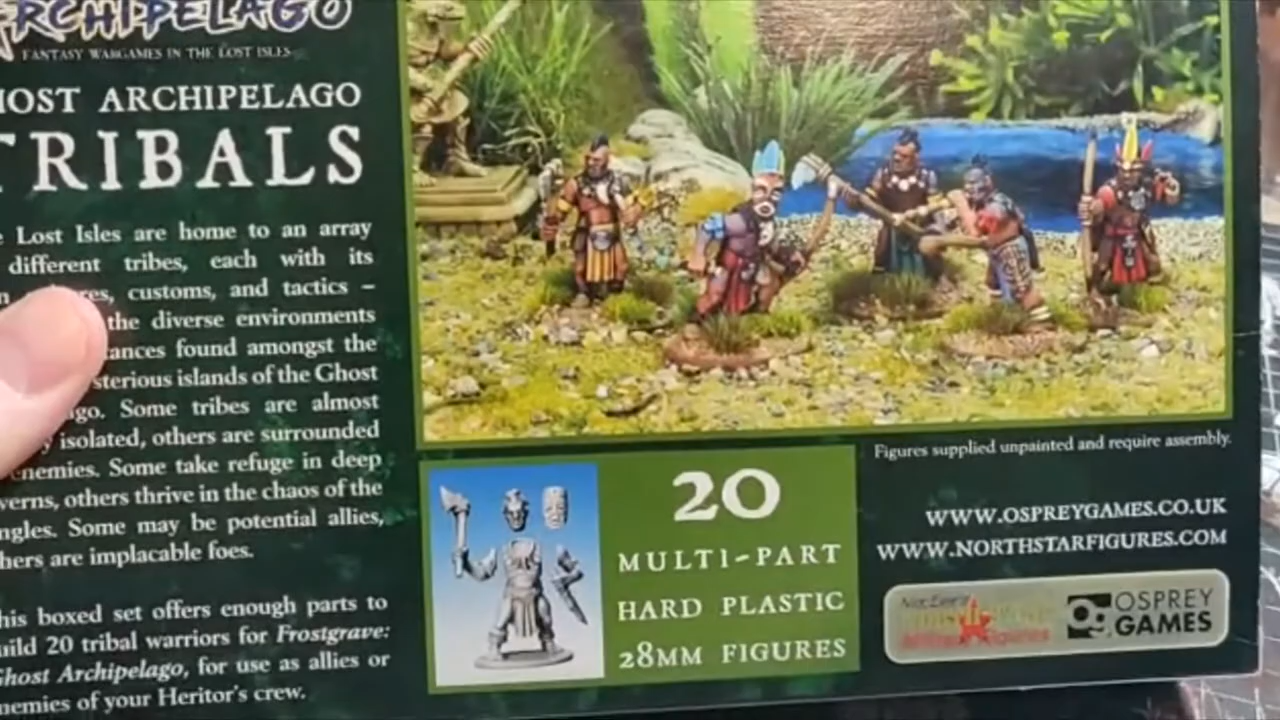 RCHIPELAGO
FANTASY WARGAMES IN THE LOST ISLES
HOST ARCHIPELAGO
TRIBALS
Lost Isles are home to an array
different tribes, each with its
customs, and tactics –
the diverse environments
found amongst the
sterious islands of the Ghost
go. Some tribes are almost
y isolated, others are surrounded
enemies. Some take refuge in deep
verns, others thrive in the chaos of the
ngles. Some may be potential allies,
hers are implacable foes.
his boxed set offers enough parts to
uild 20 tribal warriors for Frostgrave:
Ghost Archipelago, for use as allies or
nemies of your Heritor's crew.
20
MULTI-PART
HARD PLASTIC
28MM FIGURES
Figures supplied unpainted and require assembly.
WWW.OSPREYGAMES.CO.UK
WWW.NORTHSTARFIGURES.COM
OSPREY
GAMES